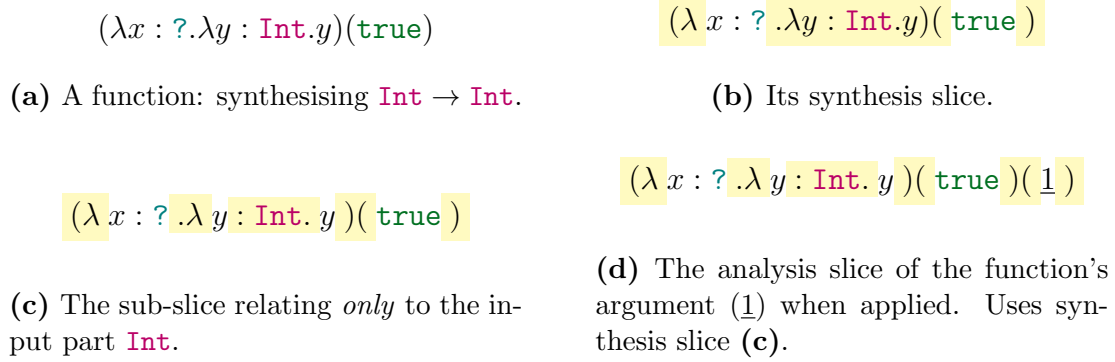 (λx : ?.λy : Int.y)(true)
(a) A function: synthesising Int → Int.
(λ x : ? .λy : Int.y)( true )
(b) Its synthesis slice.
(λ x : ? .λ y : Int. y )( true )
(c) The sub-slice relating only to the in-
put part Int.
(λ x : ? .λ y : Int. y )( true )( 1 )
(d) The analysis slice of the function's
argument (1) when applied. Uses syn-
thesis slice (c).